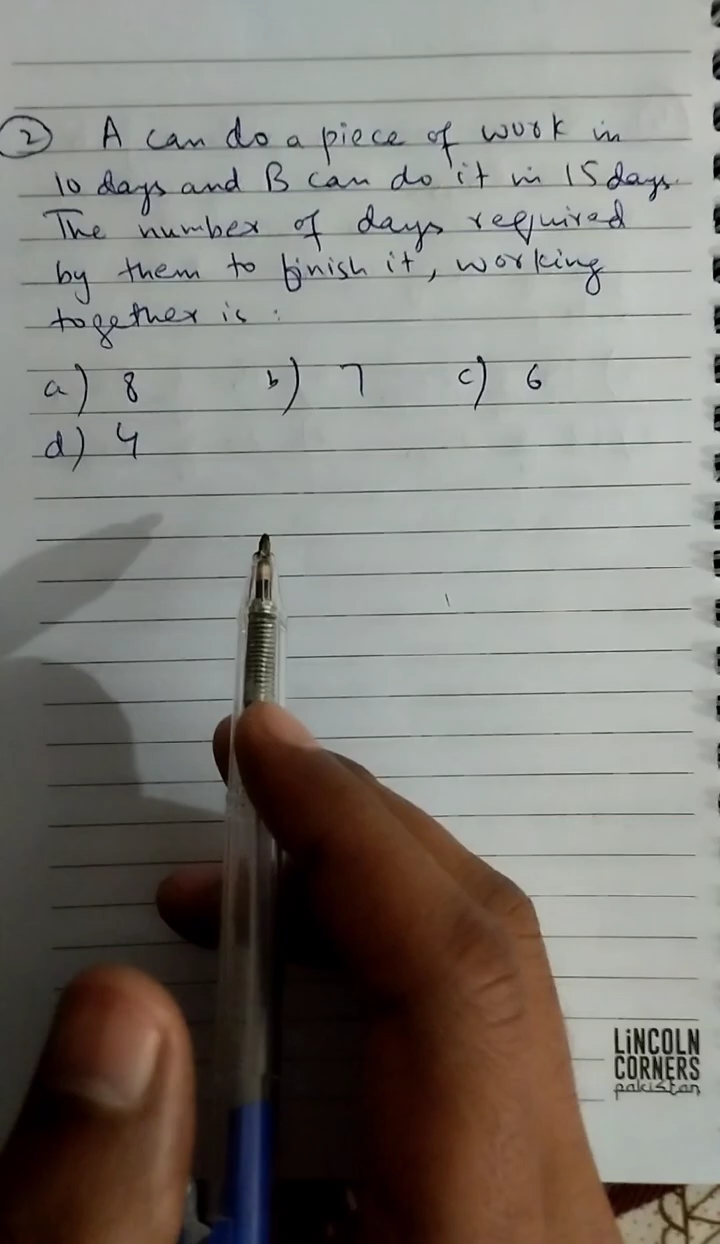 2 A can do a piece of work in
10 days and B can do it in 15 days.
The number of days required
by them to finish it, working
together is :
a) 8 b) 7 c) 6
d) 4
LiNCOLN
CORNERS
pakistan